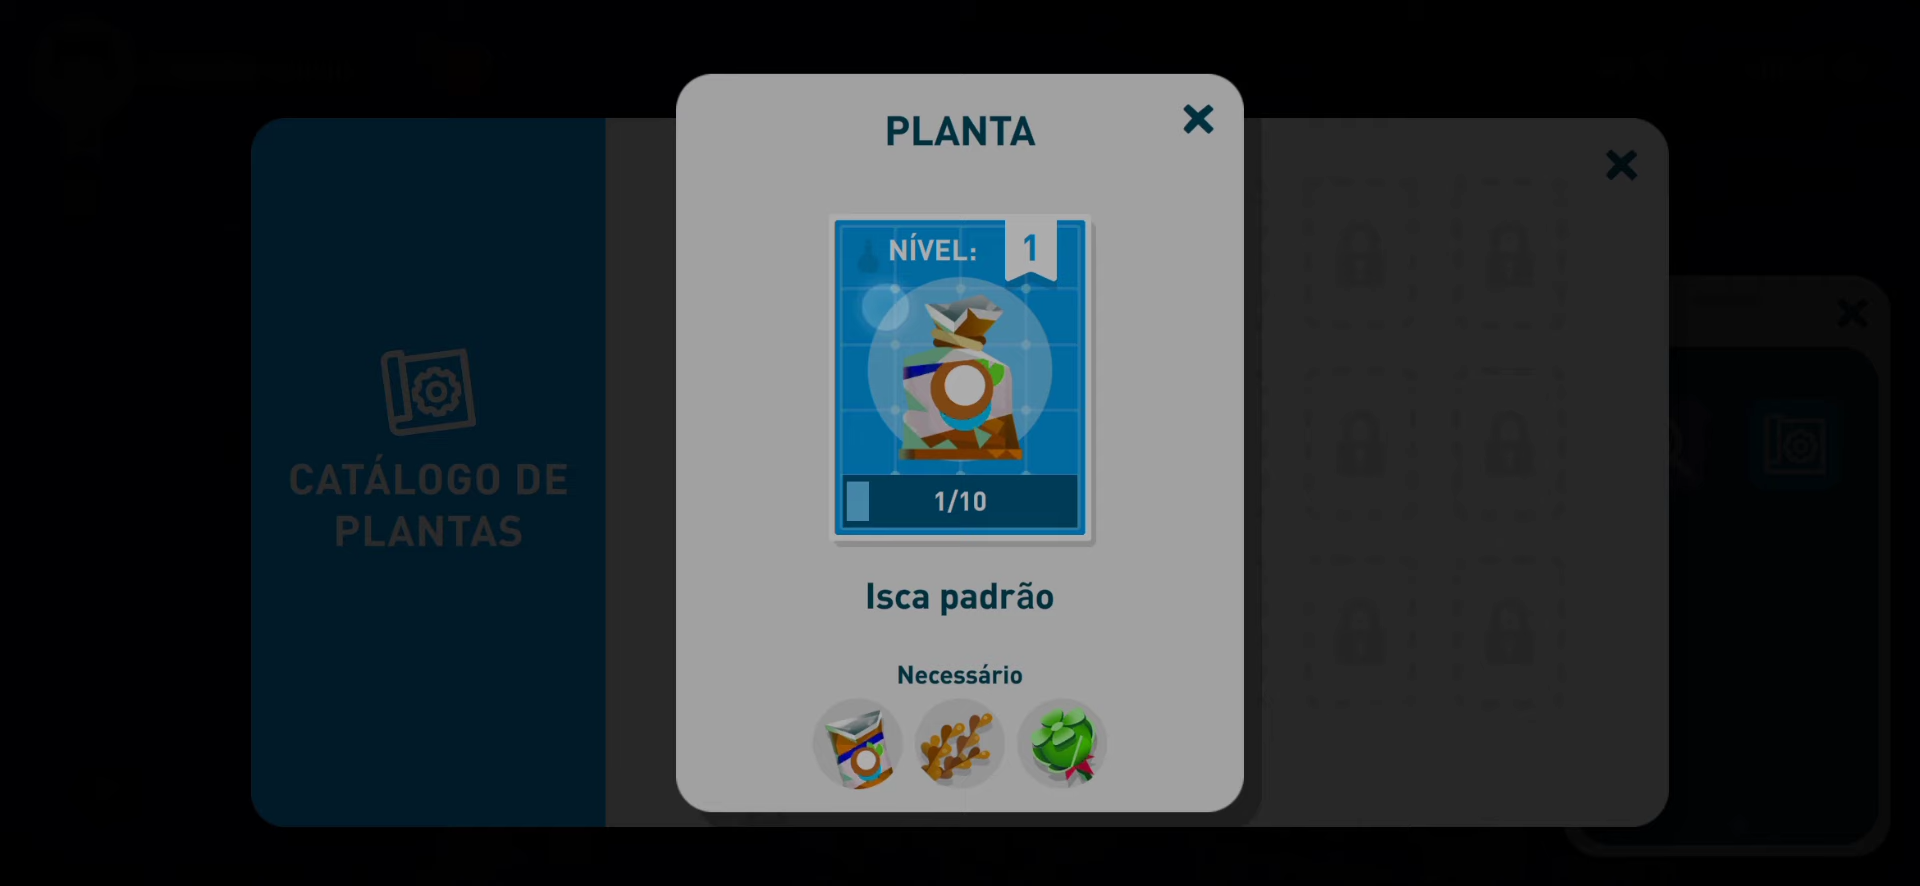 PLANTA
NÍVEL: 1
1/10
Isca padrão
Necessário
CATÁLOGO DE
PLANTAS